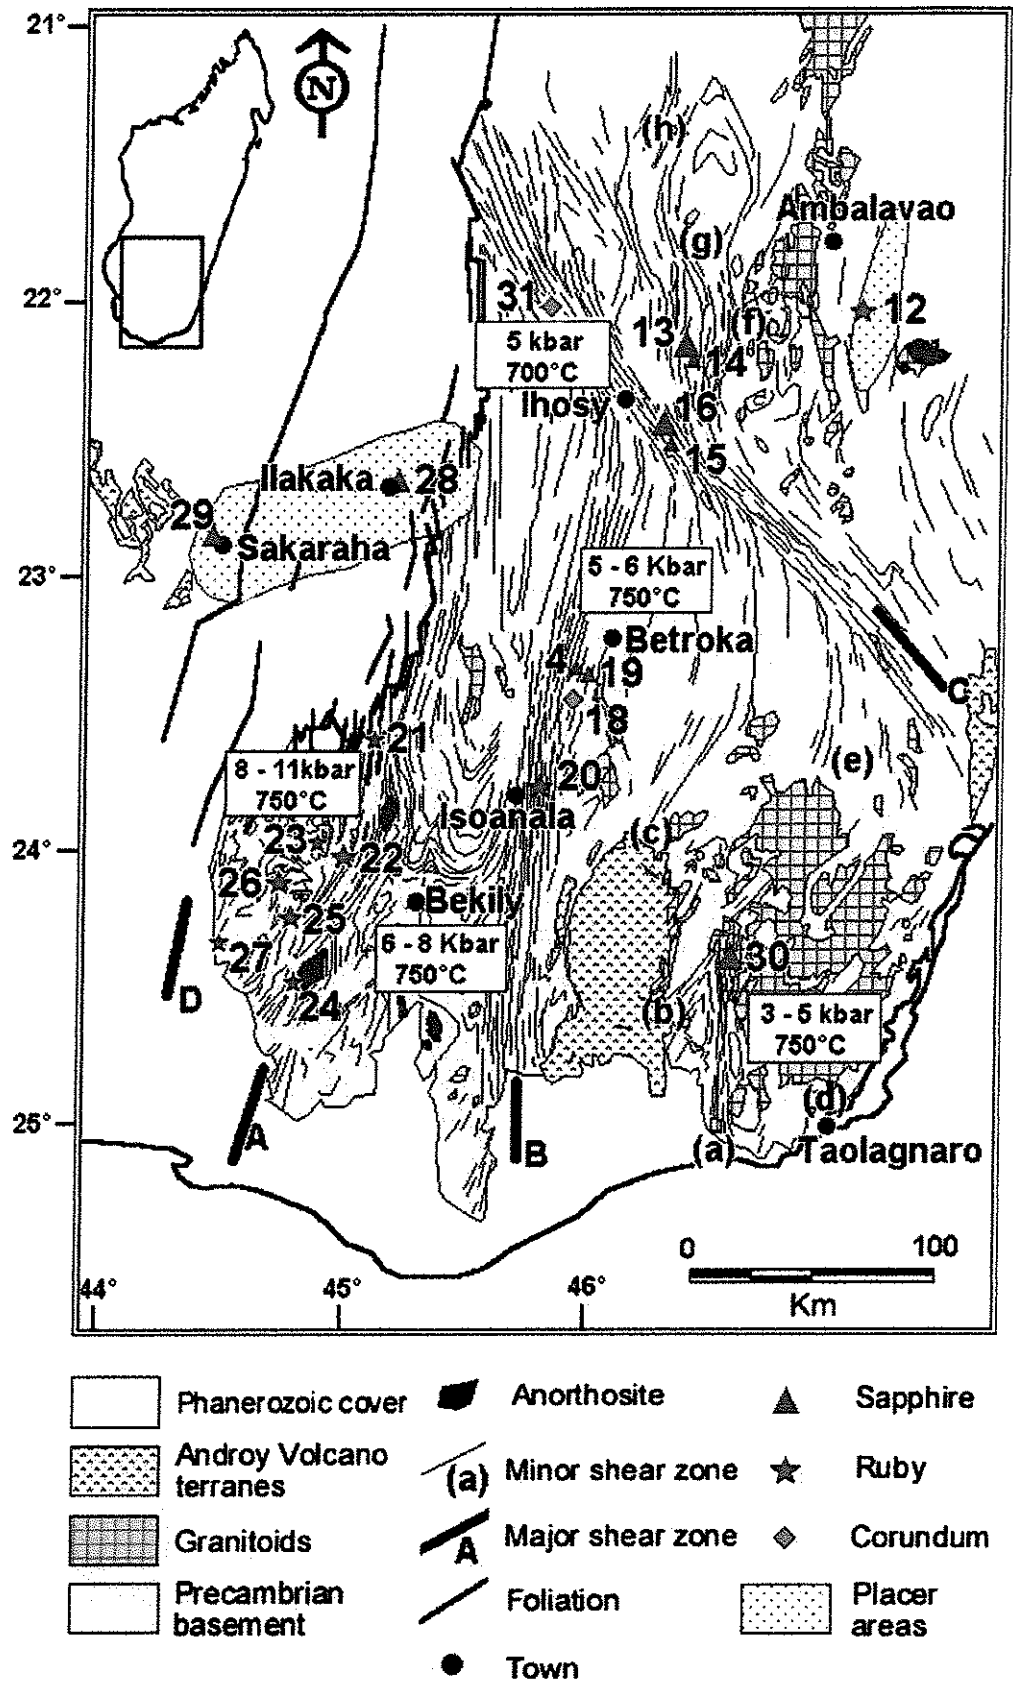 21°
N
(h)
Ambalavao
(g)
22°
31
13
(f)
12
5 kbar
700°C
14
Ihosy
16
15
Ilakaka
28
29
Sakaraha
23°
5 - 6 Kbar
750°C
Betroka
4
19
C
18
21
8 - 11kbar
750°C
20
(e)
Isoanala
(c)
23
24°
22
26
Bekily
25
27
6 - 8 Kbar
750°C
30
D
24
(b)
3 - 5 kbar
750°C
(d)
25°
A
B
(a)
Taolagnaro
0
100
Km
44°
45°
46°
Phanerozoic cover
Anorthosite
Sapphire
Androy Volcano
terranes
(a)
Minor shear zone
Ruby
Granitoids
A
Major shear zone
Corundum
Precambrian
basement
Foliation
Placer
areas
Town